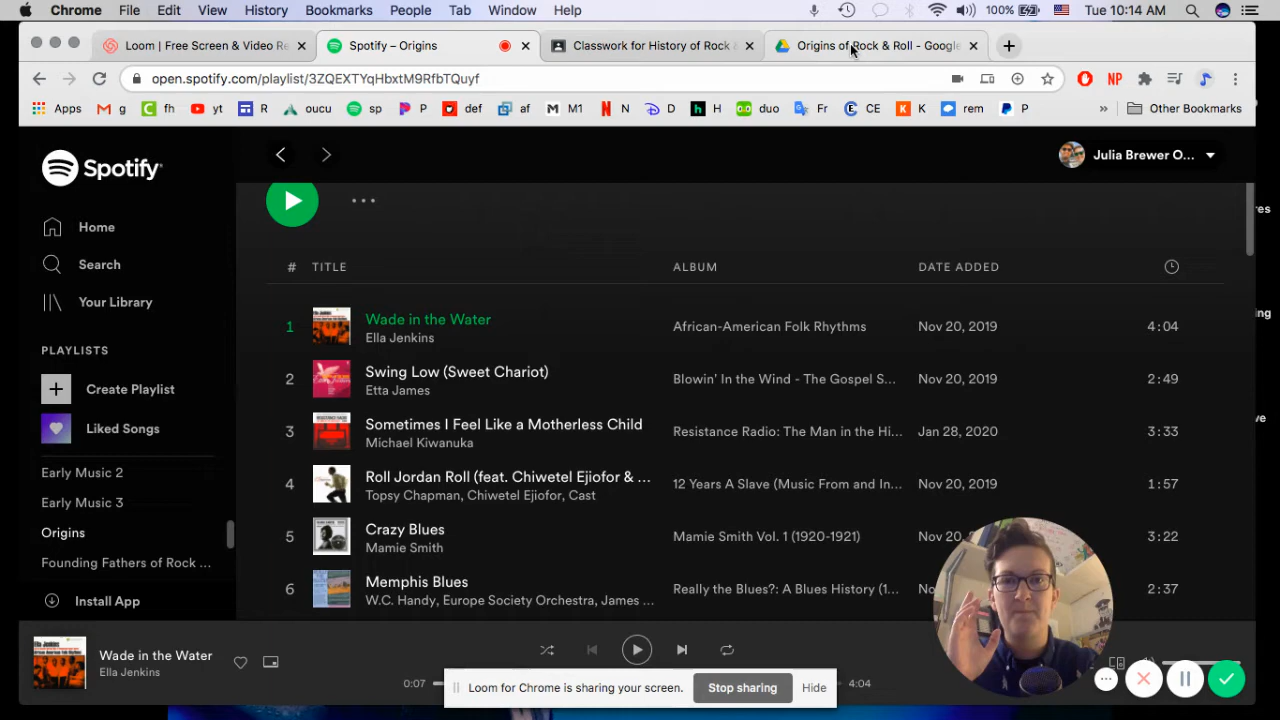 Chrome File Edit View History Bookmarks People Tab Window Help 100% Tue 10:14 AM
Loom | Free Screen & Video Re Spotify – Origins Classwork for History of Rock & Origins of Rock & Roll - Google
open.spotify.com/playlist/3ZQEXTYqHbxtM9RfbTQuyf NP
Apps g fh yt R oucu sp P def af M1 N D H duo Fr CE K rem P » Other Bookmarks
Spotify Julia Brewer O...
Home
Search
Your Library
PLAYLISTS
Create Playlist
Liked Songs
Early Music 2
Early Music 3
Origins
Founding Fathers of Rock ...
Install App
# TITLE ALBUM DATE ADDED
1 Wade in the Water African-American Folk Rhythms Nov 20, 2019 4:04
Ella Jenkins
2 Swing Low (Sweet Chariot) Blowin' In the Wind - The Gospel S... Nov 20, 2019 2:49
Etta James
3 Sometimes I Feel Like a Motherless Child Resistance Radio: The Man in the Hi... Jan 28, 2020 3:33
Michael Kiwanuka
4 Roll Jordan Roll (feat. Chiwetel Ejiofor & ... 12 Years A Slave (Music From and In... Nov 20, 2019 1:57
Topsy Chapman, Chiwetel Ejiofor, Cast
5 Crazy Blues Mamie Smith Vol. 1 (1920-1921) Nov 20, 3:22
Mamie Smith
6 Memphis Blues Really the Blues?: A Blues History (1... 2:37
W.C. Handy, Europe Society Orchestra, James ...
Wade in the Water
Ella Jenkins
0:07 4:04
Loom for Chrome is sharing your screen. Stop sharing Hide